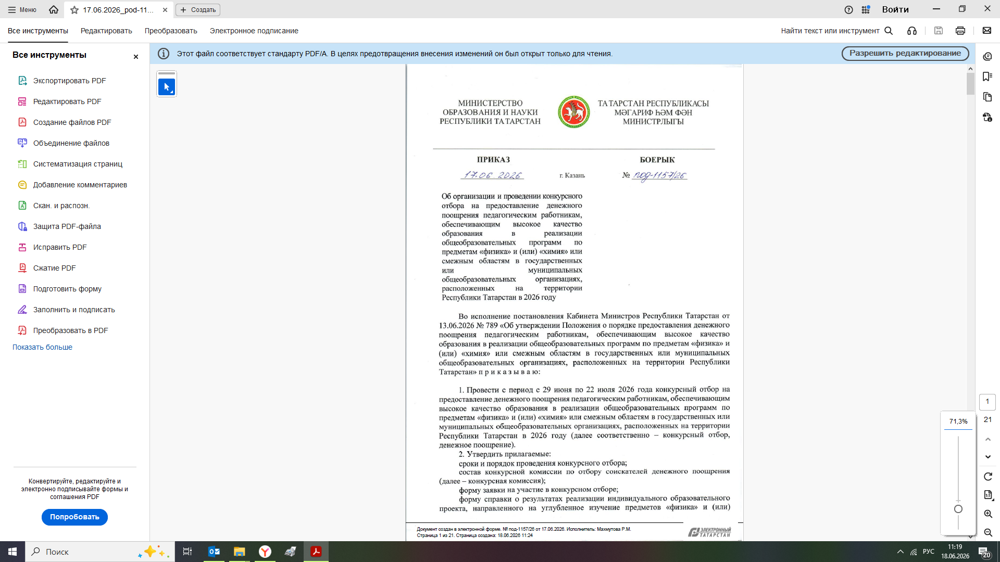 Меню
17.06.2026_pod-11...
Создать
Войти
Все инструменты
Редактировать
Преобразовать
Электронное подписание
Найти текст или инструмент
Все инструменты
Этот файл соответствует стандарту PDF/A. В целях предотвращения внесения изменений он был открыт только для чтения.
Разрешить редактирование
Экспортировать PDF
Редактировать PDF
Создание файлов PDF
Объединение файлов
Систематизация страниц
Добавление комментариев
Скан. и распозн.
Защита PDF-файла
Исправить PDF
Сжатие PDF
Подготовить форму
Заполнить и подписать
Преобразовать в PDF
Показать больше
Конвертируйте, редактируйте и
электронно подписывайте формы и
соглашения PDF
Попробовать
МИНИСТЕРСТВО
ОБРАЗОВАНИЯ И НАУКИ
РЕСПУБЛИКИ ТАТАРСТАН
ТАТАРСТАН РЕСПУБЛИКАСЫ
МӘГАРИФ ҺӘМ ФӘН
МИНИСТРЛЫГЫ
ПРИКАЗ
БОЕРЫК
17.06.2026
г. Казань
№ под-1157/26
Об организации и проведении конкурсного
отбора на предоставление денежного
поощрения педагогическим работникам,
обеспечивающим высокое качество
образования в реализации
общеобразовательных программ по
предметам «физика» и (или) «химия» или
смежным областям в государственных
или муниципальных
общеобразовательных организациях,
расположенных на территории
Республики Татарстан в 2026 году
Во исполнение постановления Кабинета Министров Республики Татарстан от
13.06.2026 № 789 «Об утверждении Положения о порядке предоставления денежного
поощрения педагогическим работникам, обеспечивающим высокое качество
образования в реализации общеобразовательных программ по предметам «физика» и
(или) «химия» или смежным областям в государственных или муниципальных
общеобразовательных организациях, расположенных на территории Республики
Татарстан» п р и к а з ы в а ю:
1. Провести с период с 29 июня по 22 июля 2026 года конкурсный отбор на
предоставление денежного поощрения педагогическим работникам, обеспечивающим
высокое качество образования в реализации общеобразовательных программ по
предметам «физика» и (или) «химия» или смежным областям в государственных или
муниципальных общеобразовательных организациях, расположенных на территории
Республики Татарстан в 2026 году (далее соответственно – конкурсный отбор,
денежное поощрение).
2. Утвердить прилагаемые:
сроки и порядок проведения конкурсного отбора;
состав конкурсной комиссии по отбору соискателей денежного поощрения
(далее – конкурсная комиссия);
форму заявки на участие в конкурсном отборе;
форму справки о результатах реализации индивидуального образовательного
проекта, направленного на углубленное изучение предметов «физика» и (или)
Документ создан в электронной форме. № под-1157/26 от 17.06.2026. Исполнитель: Махмутова Р.М.
Страница 1 из 21. Страница создана: 18.06.2026 11:24
ЭЛЕКТРОННЫЙ
ТАТАРСТАН
1
21
71,3%
Поиск
РУС
11:19
18.06.2026
20